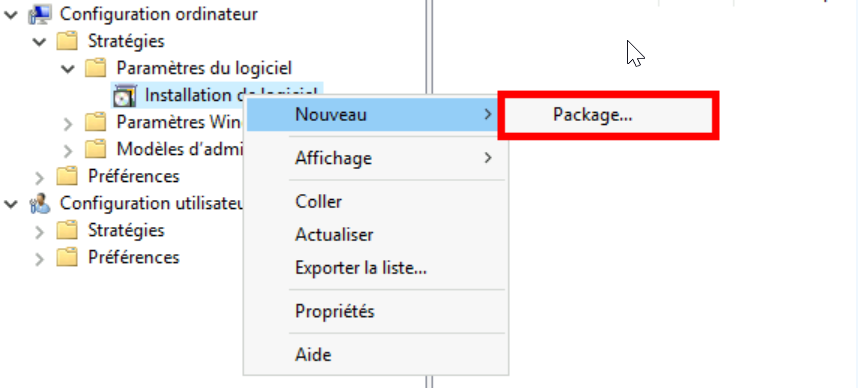 Configuration ordinateur
Stratégies
Paramètres du logiciel
Installation de logiciel
Paramètres Win
Modèles d'admi
Préférences
Configuration utilisateu
Stratégies
Préférences
Nouveau
Package...
Affichage
Coller
Actualiser
Exporter la liste...
Propriétés
Aide